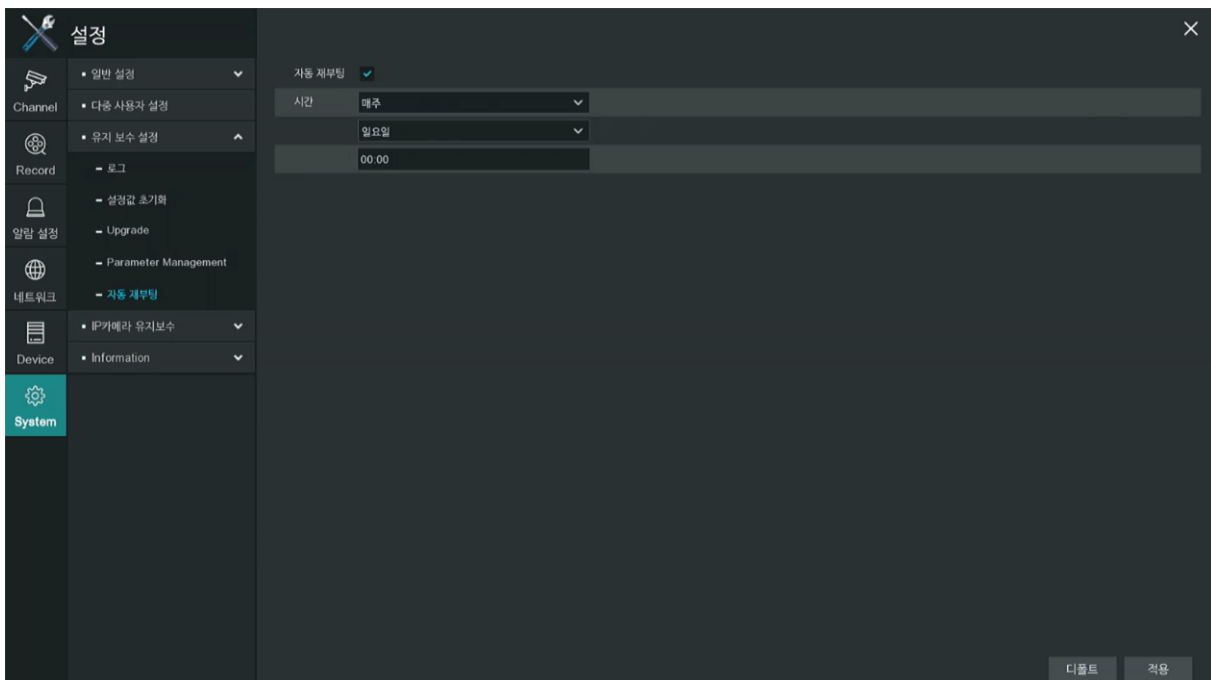 설정
Channel
Record
알람 설정
네트워크
Device
System
일반 설정
다중 사용자 설정
유지 보수 설정
로그
설정값 초기화
Upgrade
Parameter Management
자동 재부팅
IP카메라 유지보수
Information
자동 재부팅
시간
매주
일요일
00:00
디폴트
적용